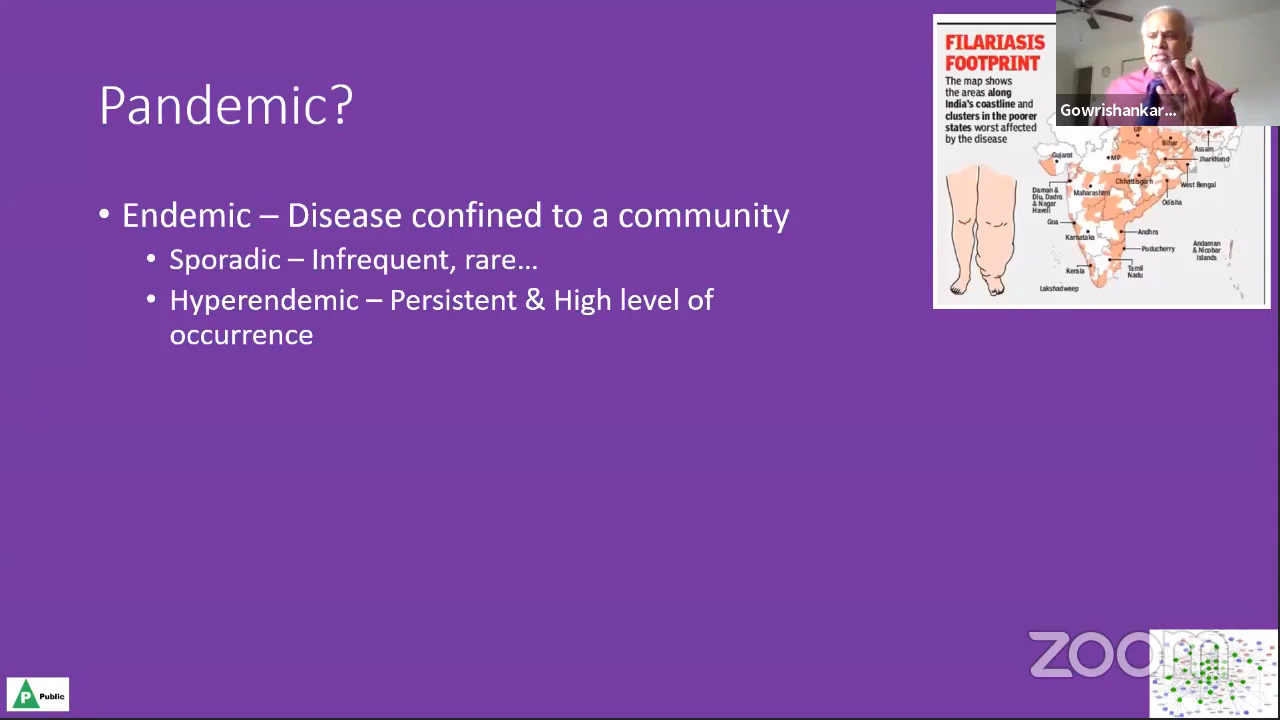 Pandemic?
• Endemic – Disease confined to a community
• Sporadic – Infrequent, rare...
• Hyperendemic – Persistent & High level of
occurrence
FILARIASIS
FOOTPRINT
The map shows
the areas along
India's coastline and
clusters in the poorer
states worst affected
by the disease
Gowrishankar...
UP
Bihar
Assam
Gujarat
MP
Jharkhand
Chhattisgarh
West Bengal
Daman &
Diu, Dadra
& Nagar
Haveli
Maharashtra
Odisha
Goa
Andhra
Karnataka
Puducherry
Andaman
& Nicobar
Islands
Kerala
Tamil
Nadu
Lakshadweep
zoom
P Public